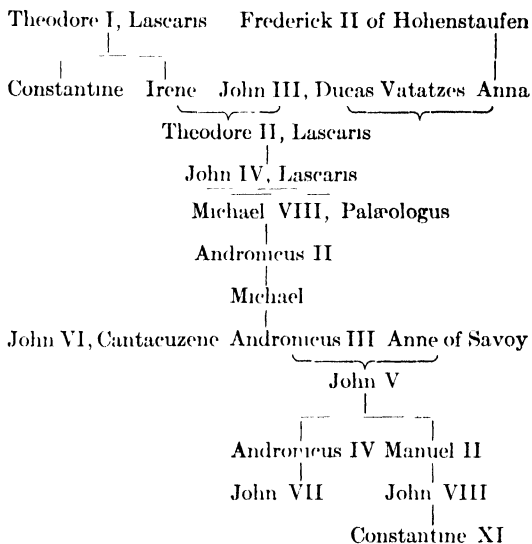 Theodore I, Lascaris Frederick II of Hohenstaufen
Constantine Irene John III, Ducas Vatatzes Anna
Theodore II, Lascaris
John IV, Lascaris
Michael VIII, Palæologus
Andronicus II
Michael
John VI, Cantacuzene Andronicus III Anne of Savoy
John V
Andronicus IV Manuel II
John VII John VIII
Constantine XI